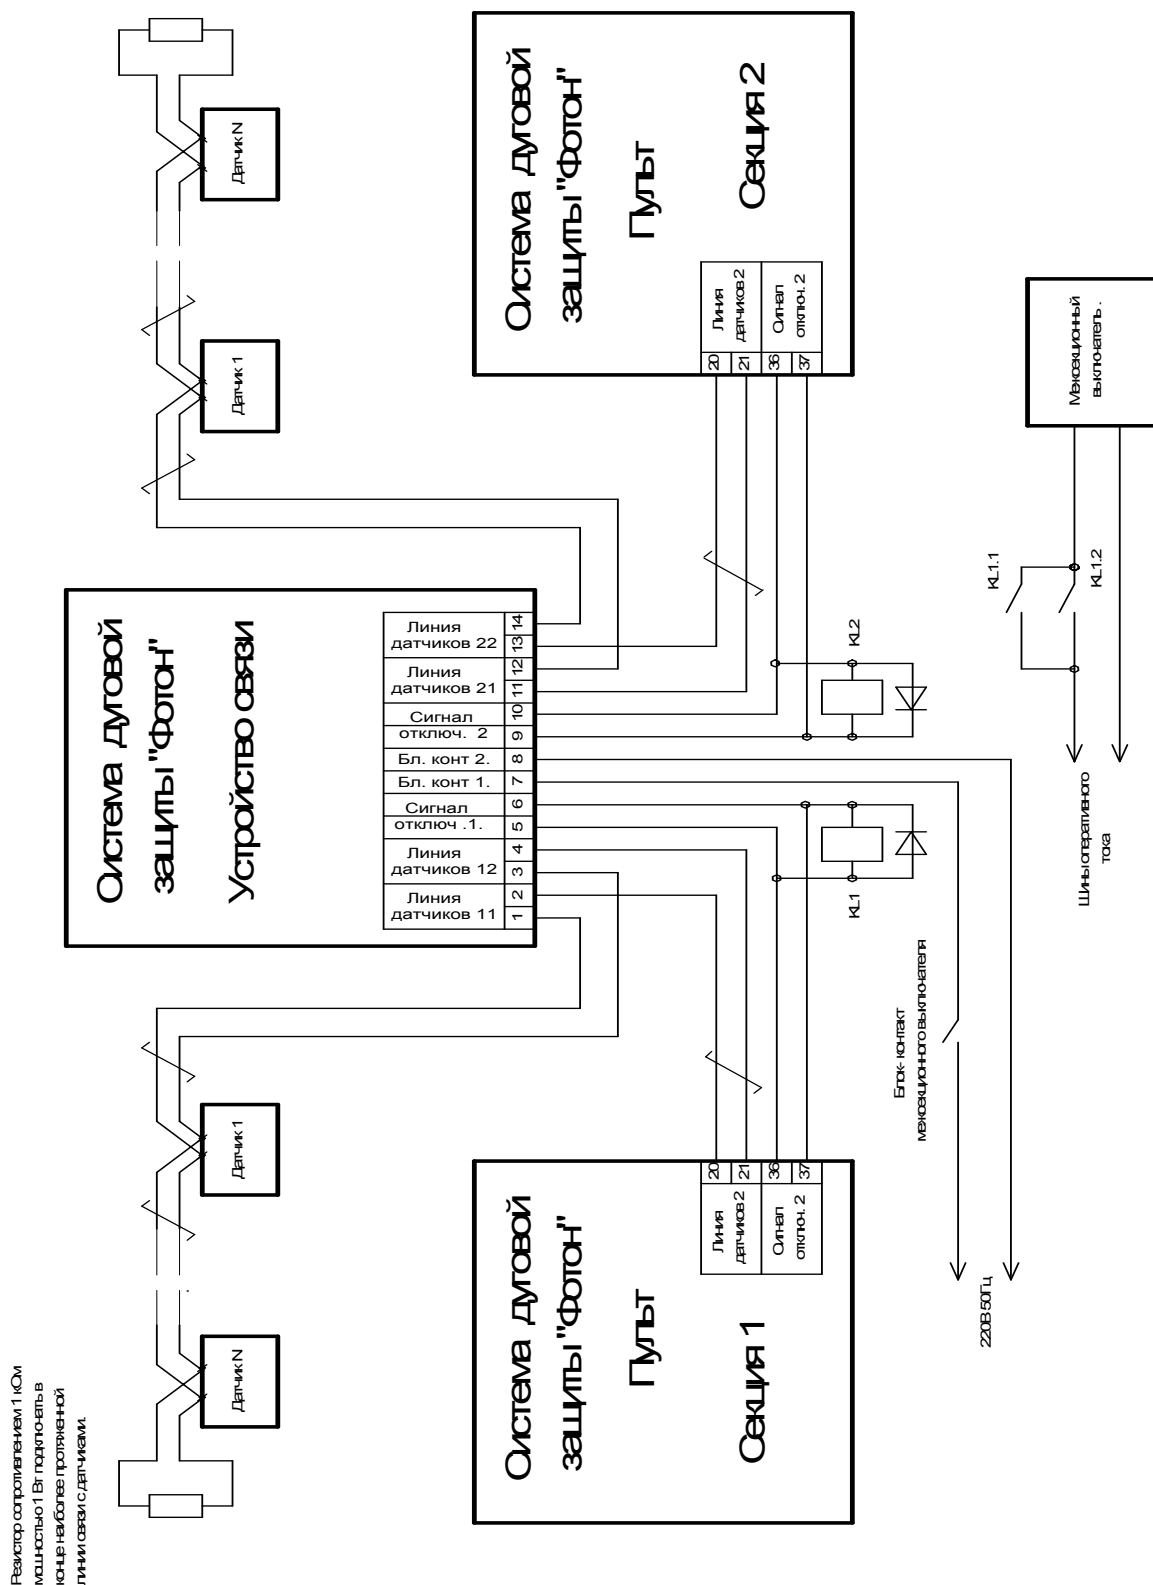 Резистор сопротивлением 1 кОм
мощностью 1 Вт подключать в
конце наиболее протяженной
линии связи с датчиками.
Датчик N
Датчик 1
Датчик 1
Датчик N
Система дуговой
защиты "Фотон"
Устройство связи
Линия
датчиков 11
1
2
Линия
датчиков 12
3
4
Сигнал
отключ .1.
5
6
Бл. конт 1.
7
Бл. конт 2.
8
Сигнал
отключ. 2
9
10
Линия
датчиков 21
11
12
Линия
датчиков 22
13
14
Система дуговой
защиты "Фотон"
Пульт
Секция 1
Линия
датчиков 2
Сигнал
отключ. 2
20
21
36
37
Система дуговой
защиты "Фотон"
Пульт
Секция 2
Линия
датчиков 2
Сигнал
отключ. 2
20
21
36
37
KL1
KL2
Блок- контакт
межсекционного выключателя
220В 50Гц
Шины оперативного
тока
KL1.1
KL1.2
Межсекционный
выключатель .